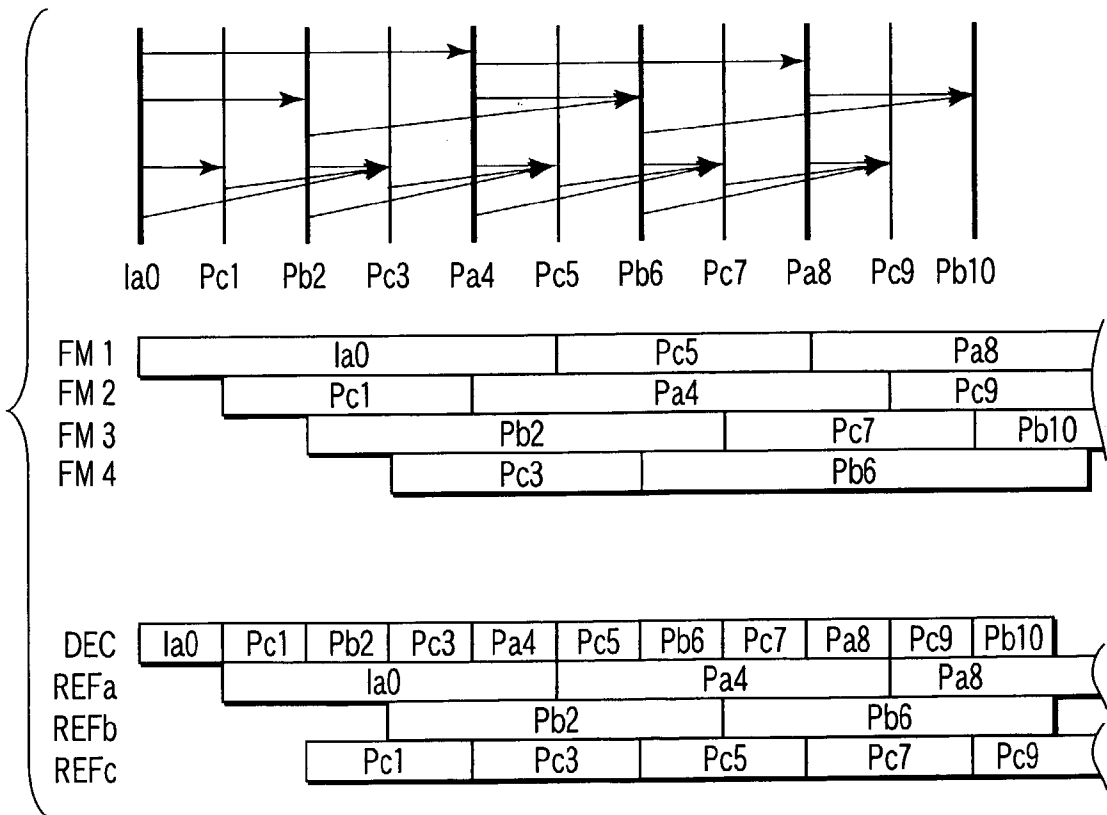 Ia0 Pc1 Pb2 Pc3 Pa4 Pc5 Pb6 Pc7 Pa8 Pc9 Pb10
FM 1 Ia0 Pc5 Pa8
FM 2 Pc1 Pa4 Pc9
FM 3 Pb2 Pc7 Pb10
FM 4 Pc3 Pb6
DEC Ia0 Pc1 Pb2 Pc3 Pa4 Pc5 Pb6 Pc7 Pa8 Pc9 Pb10
REFa Ia0 Pa4 Pa8
REFb Pb2 Pb6
REFc Pc1 Pc3 Pc5 Pc7 Pc9